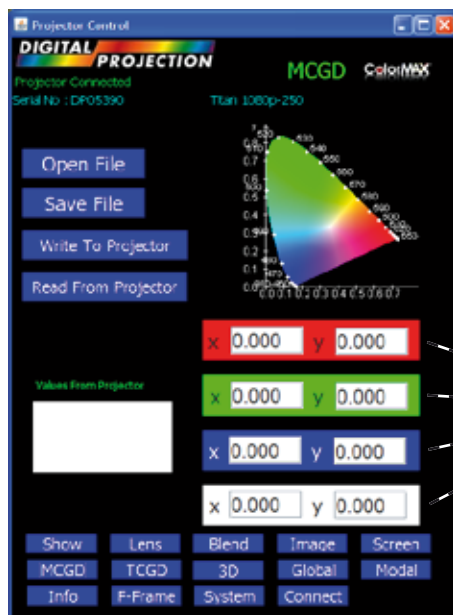 Projector Control
DIGITAL PROJECTION
MCGD ColorMAX
Projector Connected
Serial No : DP05390 Titan 1080p-250
Open File
Save File
Write To Projector
Read From Projector
x 0.000 y 0.000
Values From Projector
x 0.000 y 0.000
x 0.000 y 0.000
x 0.000 y 0.000
Show Lens Blend Image Screen
MCGD TCGD 3D Global Modal
Info F-Frame System Connect